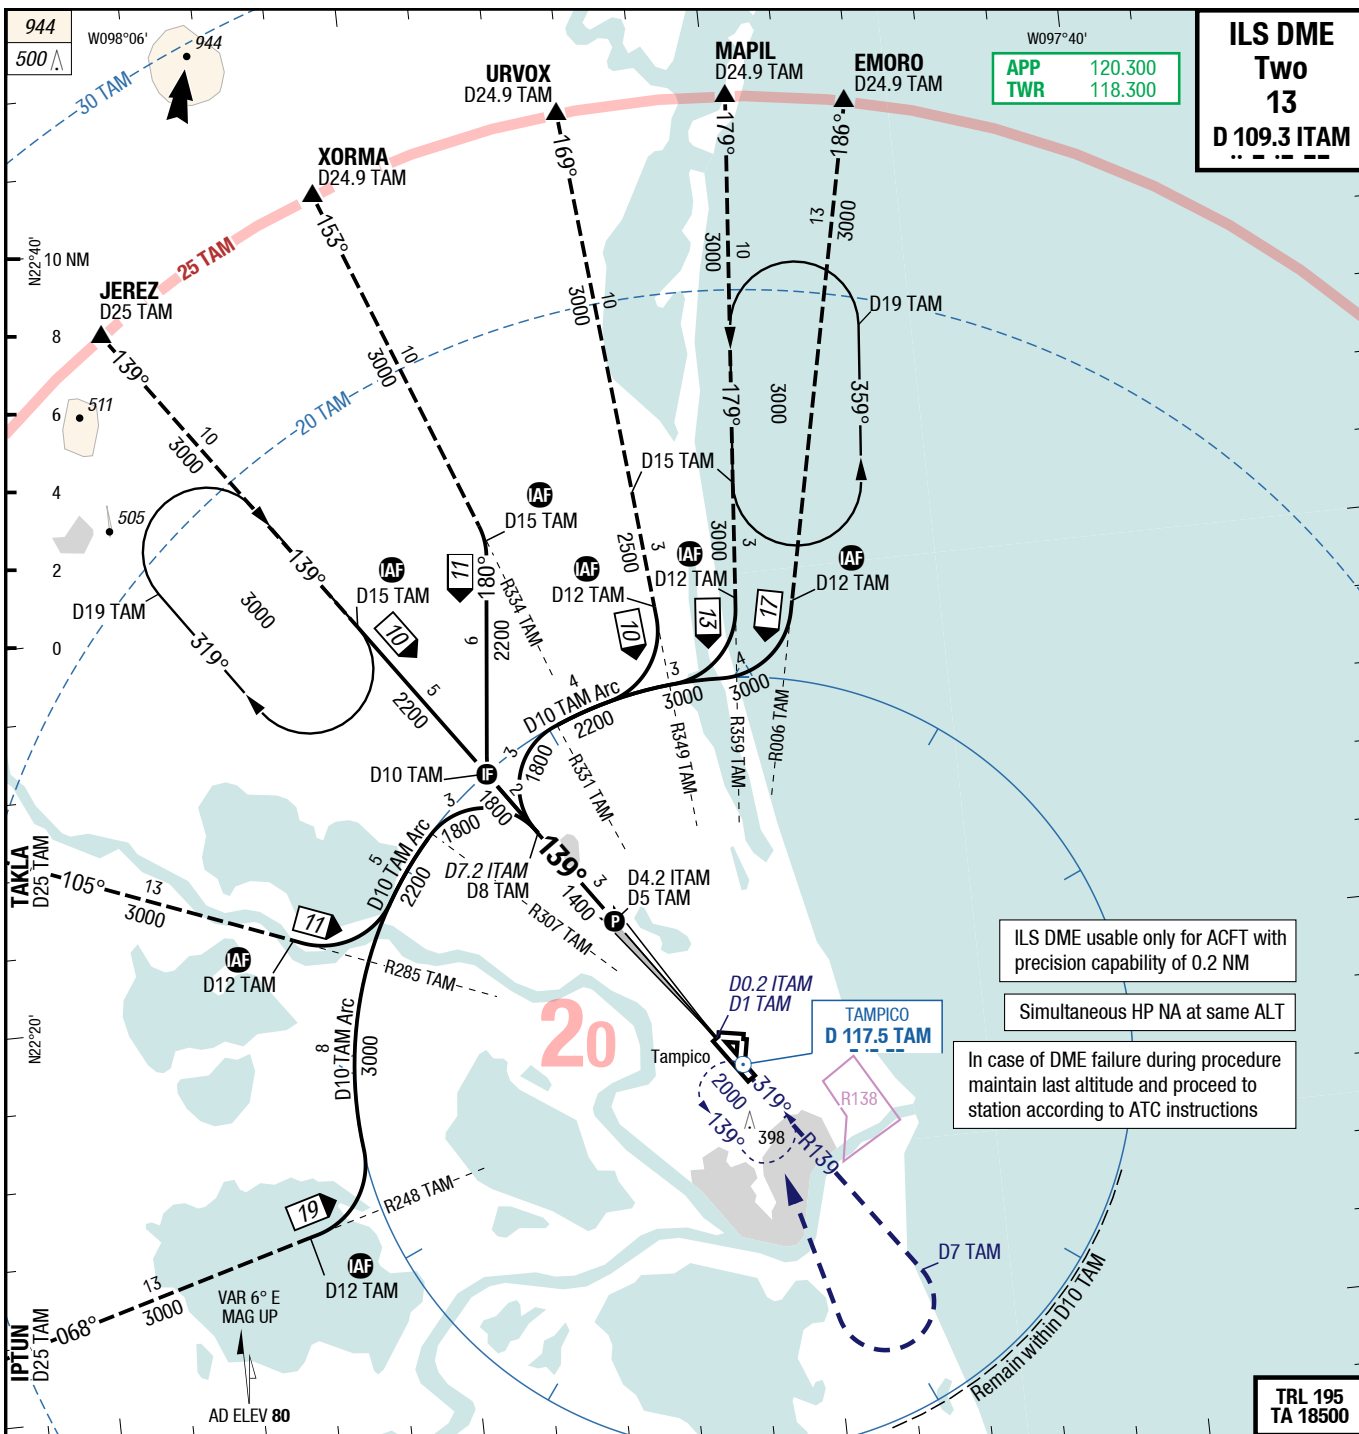 944
500
W098°06'
944
30 TAM
URVOX
D24.9 TAM
MAPIL
D24.9 TAM
EMORO
D24.9 TAM
W097°40'
APP 120.300
TWR 118.300
ILS DME
Two
13
D 109.3 ITAM
XORMA
D24.9 TAM
169°
179°
186°
153°
13
3000
N22°40'
10 NM
25 TAM
10
3000
JEREZ
D25 TAM
10
3000
D19 TAM
8
139°
10
3000
20 TAM
179°
3000
359°
6
511
10
3000
D15 TAM
4
IAF
D15 TAM
505
3
2500
3000
3
2
139°
IAF
D15 TAM
11
180°
R334 TAM
IAF
D12 TAM
IAF
D12 TAM
IAF
D12 TAM
D19 TAM
3000
10
10
13
17
0
319°
9
2200
5
2200
4
D10 TAM Arc
2200
3
3000
4
3000
R349 TAM
R359 TAM
R006 TAM
D10 TAM
IF
3
1800
R331 TAM
3
1800
1800
2
TAKLA
D25 TAM
105°
13
3000
D10 TAM Arc
5
2200
D7.2 ITAM
D8 TAM
139°
3
1400
D4.2 ITAM
D5 TAM
P
R307 TAM
11
IAF
D12 TAM
R285 TAM
ILS DME usable only for ACFT with
precision capability of 0.2 NM
D0.2 ITAM
D1 TAM
Simultaneous HP NA at same ALT
TAMPICO
D 117.5 TAM
N22°20'
20
Tampico
8
D10 TAM Arc
3000
In case of DME failure during procedure
maintain last altitude and proceed to
station according to ATC instructions
2000
319°
R138
139°
398
R139
19
R248 TAM
IAF
D12 TAM
D7 TAM
13
3000
VAR 6° E
MAG UP
IPTUN
D25 TAM
068°
Remain within D10 TAM
AD ELEV 80
TRL 195
TA 18500